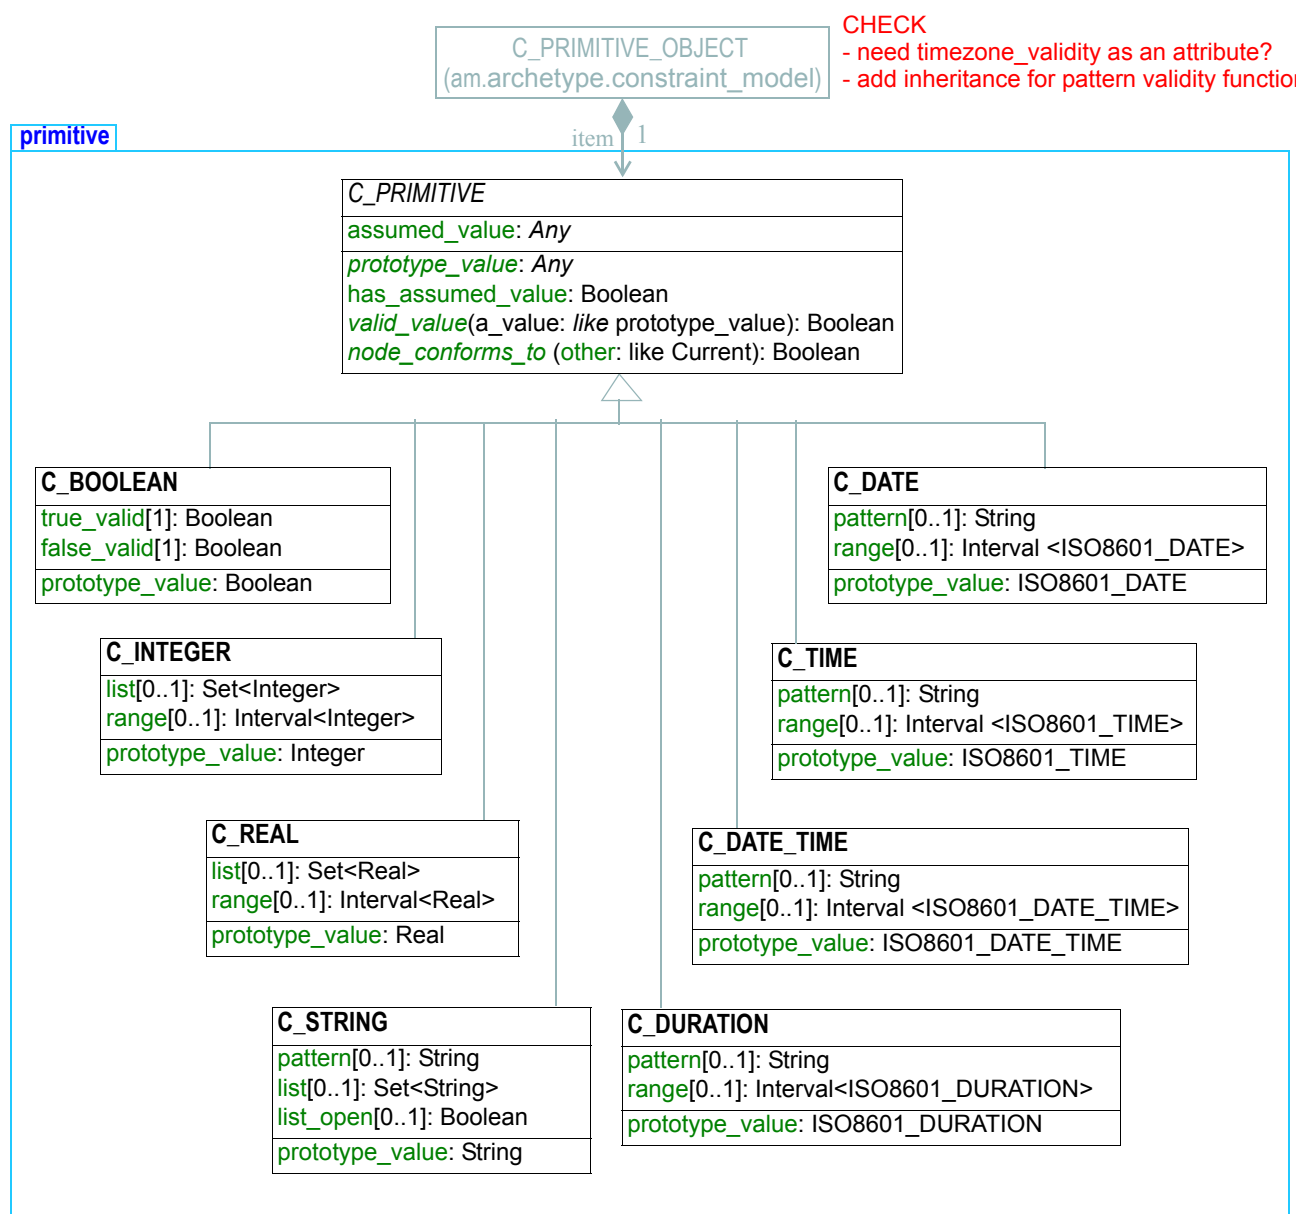 C_PRIMITIVE_OBJECT
(am.archetype.constraint_model)
CHECK
- need timezone_validity as an attribute?
- add inheritance for pattern validity function
primitive
item 1
C_PRIMITIVE
assumed_value: Any
prototype_value: Any
has_assumed_value: Boolean
valid_value(a_value: like prototype_value): Boolean
node_conforms_to (other: like Current): Boolean
C_BOOLEAN
true_valid[1]: Boolean
false_valid[1]: Boolean
prototype_value: Boolean
C_DATE
pattern[0..1]: String
range[0..1]: Interval <ISO8601_DATE>
prototype_value: ISO8601_DATE
C_INTEGER
list[0..1]: Set<Integer>
range[0..1]: Interval<Integer>
prototype_value: Integer
C_TIME
pattern[0..1]: String
range[0..1]: Interval <ISO8601_TIME>
prototype_value: ISO8601_TIME
C_REAL
list[0..1]: Set<Real>
range[0..1]: Interval<Real>
prototype_value: Real
C_DATE_TIME
pattern[0..1]: String
range[0..1]: Interval <ISO8601_DATE_TIME>
prototype_value: ISO8601_DATE_TIME
C_STRING
pattern[0..1]: String
list[0..1]: Set<String>
list_open[0..1]: Boolean
prototype_value: String
C_DURATION
pattern[0..1]: String
range[0..1]: Interval<ISO8601_DURATION>
prototype_value: ISO8601_DURATION